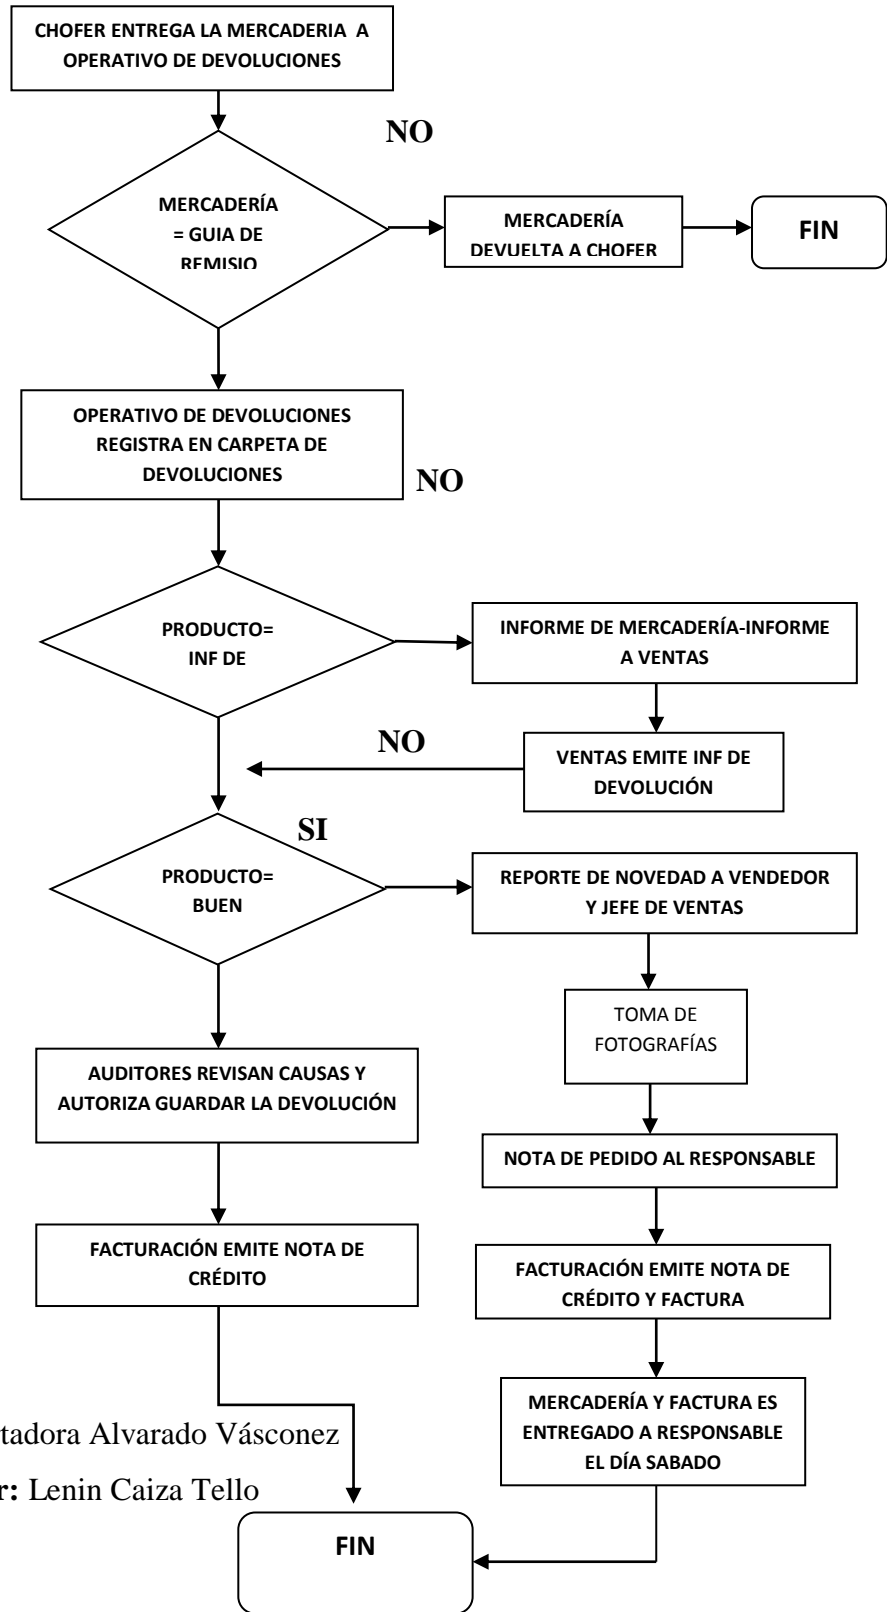 CHOFER ENTREGA LA MERCADERIA A
OPERATIVO DE DEVOLUCIONES
NO
MERCADERÍA
= GUIA DE
REMISIO
MERCADERÍA
DEVUELTA A CHOFER
FIN
OPERATIVO DE DEVOLUCIONES
REGISTRA EN CARPETA DE
DEVOLUCIONES
NO
PRODUCTO=
INF DE
INFORME DE MERCADERÍA-INFORME
A VENTAS
NO
VENTAS EMITE INF DE
DEVOLUCIÓN
SI
PRODUCTO=
BUEN
REPORTE DE NOVEDAD A VENDEDOR
Y JEFE DE VENTAS
TOMA DE
FOTOGRAFÍAS
AUDITORES REVISAN CAUSAS Y
AUTORIZA GUARDAR LA DEVOLUCIÓN
NOTA DE PEDIDO AL RESPONSABLE
FACTURACIÓN EMITE NOTA DE
CRÉDITO
FACTURACIÓN EMITE NOTA DE
CRÉDITO Y FACTURA
MERCADERÍA Y FACTURA ES
ENTREGADO A RESPONSABLE
EL DÍA SABADO
tadora Alvarado Vásconez
r: Lenin Caiza Tello
FIN